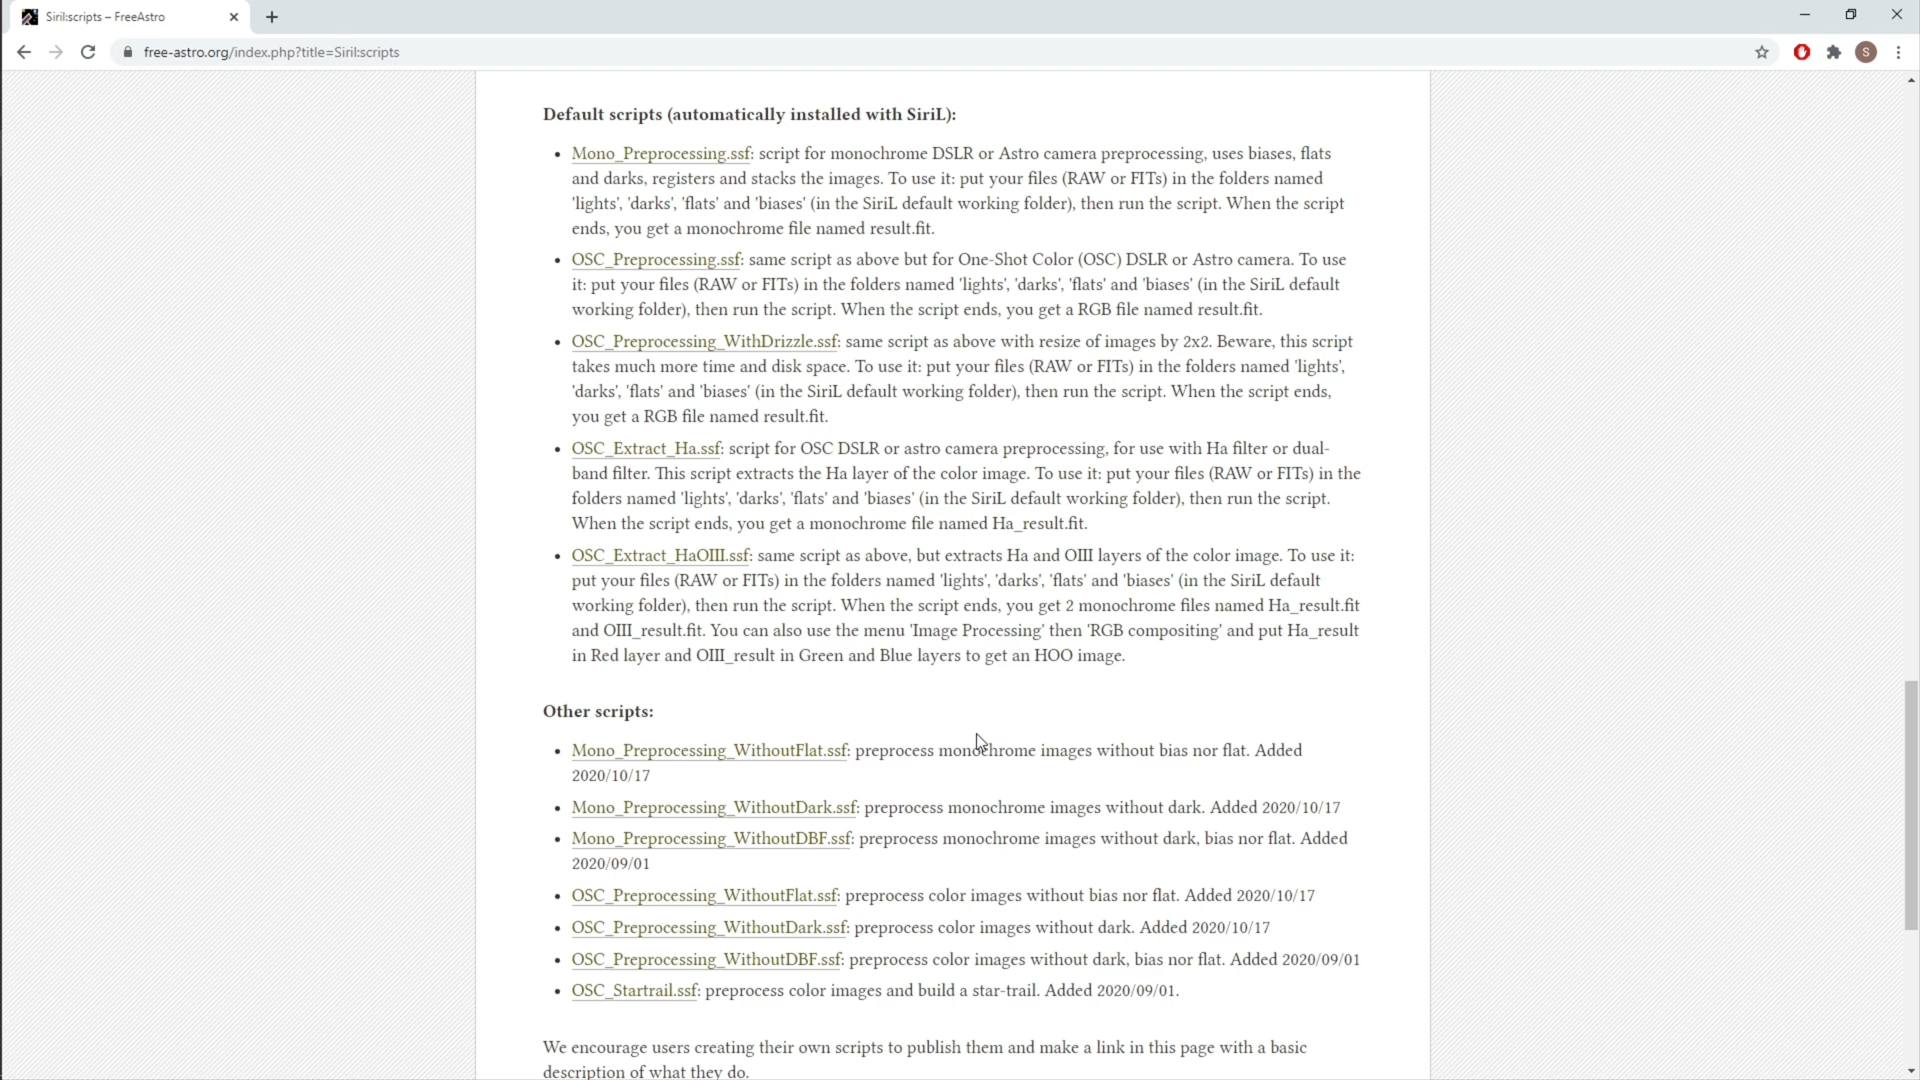 Siril:scripts – FreeAstro
free-astro.org/index.php?title=Siril:scripts
S
Default scripts (automatically installed with SiriL):
• Mono_Preprocessing.ssf: script for monochrome DSLR or Astro camera preprocessing, uses biases, flats
and darks, registers and stacks the images. To use it: put your files (RAW or FITs) in the folders named
'lights', 'darks', 'flats' and 'biases' (in the SiriL default working folder), then run the script. When the script
ends, you get a monochrome file named result.fit.
• OSC_Preprocessing.ssf: same script as above but for One-Shot Color (OSC) DSLR or Astro camera. To use
it: put your files (RAW or FITs) in the folders named 'lights', 'darks', 'flats' and 'biases' (in the SiriL default
working folder), then run the script. When the script ends, you get a RGB file named result.fit.
• OSC_Preprocessing_WithDrizzle.ssf: same script as above with resize of images by 2x2. Beware, this script
takes much more time and disk space. To use it: put your files (RAW or FITs) in the folders named 'lights',
'darks', 'flats' and 'biases' (in the SiriL default working folder), then run the script. When the script ends,
you get a RGB file named result.fit.
• OSC_Extract_Ha.ssf: script for OSC DSLR or astro camera preprocessing, for use with Ha filter or dual-
band filter. This script extracts the Ha layer of the color image. To use it: put your files (RAW or FITs) in the
folders named 'lights', 'darks', 'flats' and 'biases' (in the SiriL default working folder), then run the script.
When the script ends, you get a monochrome file named Ha_result.fit.
• OSC_Extract_HaOIII.ssf: same script as above, but extracts Ha and OIII layers of the color image. To use it:
put your files (RAW or FITs) in the folders named 'lights', 'darks', 'flats' and 'biases' (in the SiriL default
working folder), then run the script. When the script ends, you get 2 monochrome files named Ha_result.fit
and OIII_result.fit. You can also use the menu 'Image Processing' then 'RGB compositing' and put Ha_result
in Red layer and OIII_result in Green and Blue layers to get an HOO image.
Other scripts:
• Mono_Preprocessing_WithoutFlat.ssf: preprocess monochrome images without bias nor flat. Added
2020/10/17
• Mono_Preprocessing_WithoutDark.ssf: preprocess monochrome images without dark. Added 2020/10/17
• Mono_Preprocessing_WithoutDBF.ssf: preprocess monochrome images without dark, bias nor flat. Added
2020/09/01
• OSC_Preprocessing_WithoutFlat.ssf: preprocess color images without bias nor flat. Added 2020/10/17
• OSC_Preprocessing_WithoutDark.ssf: preprocess color images without dark. Added 2020/10/17
• OSC_Preprocessing_WithoutDBF.ssf: preprocess color images without dark, bias nor flat. Added 2020/09/01
• OSC_Startrail.ssf: preprocess color images and build a star-trail. Added 2020/09/01.
We encourage users creating their own scripts to publish them and make a link in this page with a basic
description of what they do.